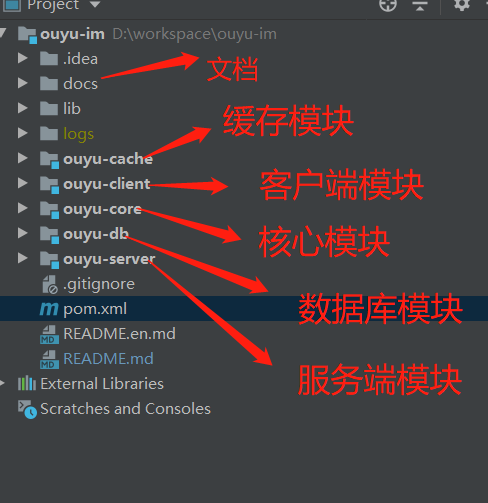 Project
ouyu-im D:\workspace\ouyu-im
.idea
文档
docs
lib
缓存模块
logs
ouyu-cache
ouyu-client
客户端模块
ouyu-core
核心模块
ouyu-db
ouyu-server
.gitignore
数据库模块
m pom.xml
MD README.en.md
MD README.md
服务端模块
External Libraries
Scratches and Consoles